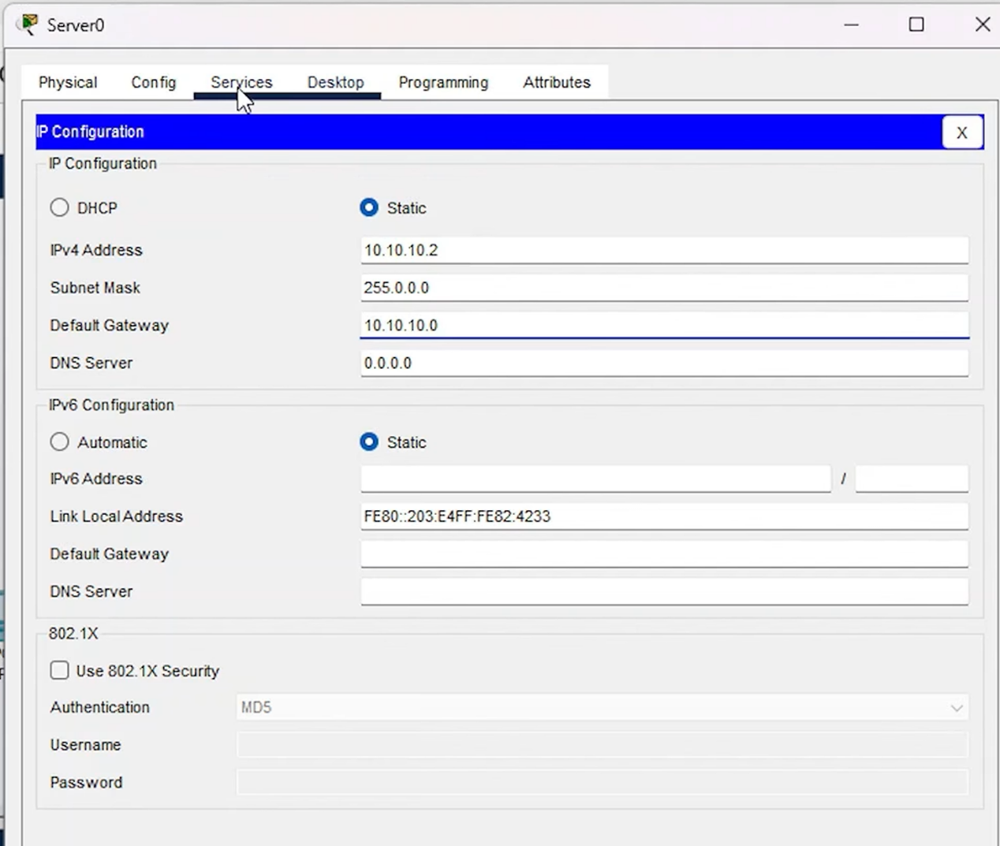 Server0
Physical Config Services Desktop Programming Attributes
IP Configuration X
IP Configuration
DHCP Static
IPv4 Address 10.10.10.2
Subnet Mask 255.0.0.0
Default Gateway 10.10.10.0
DNS Server 0.0.0.0
IPv6 Configuration
Automatic Static
IPv6 Address /
Link Local Address FE80::203:E4FF:FE82:4233
Default Gateway
DNS Server
802.1X
Use 802.1X Security
Authentication MD5
Username
Password